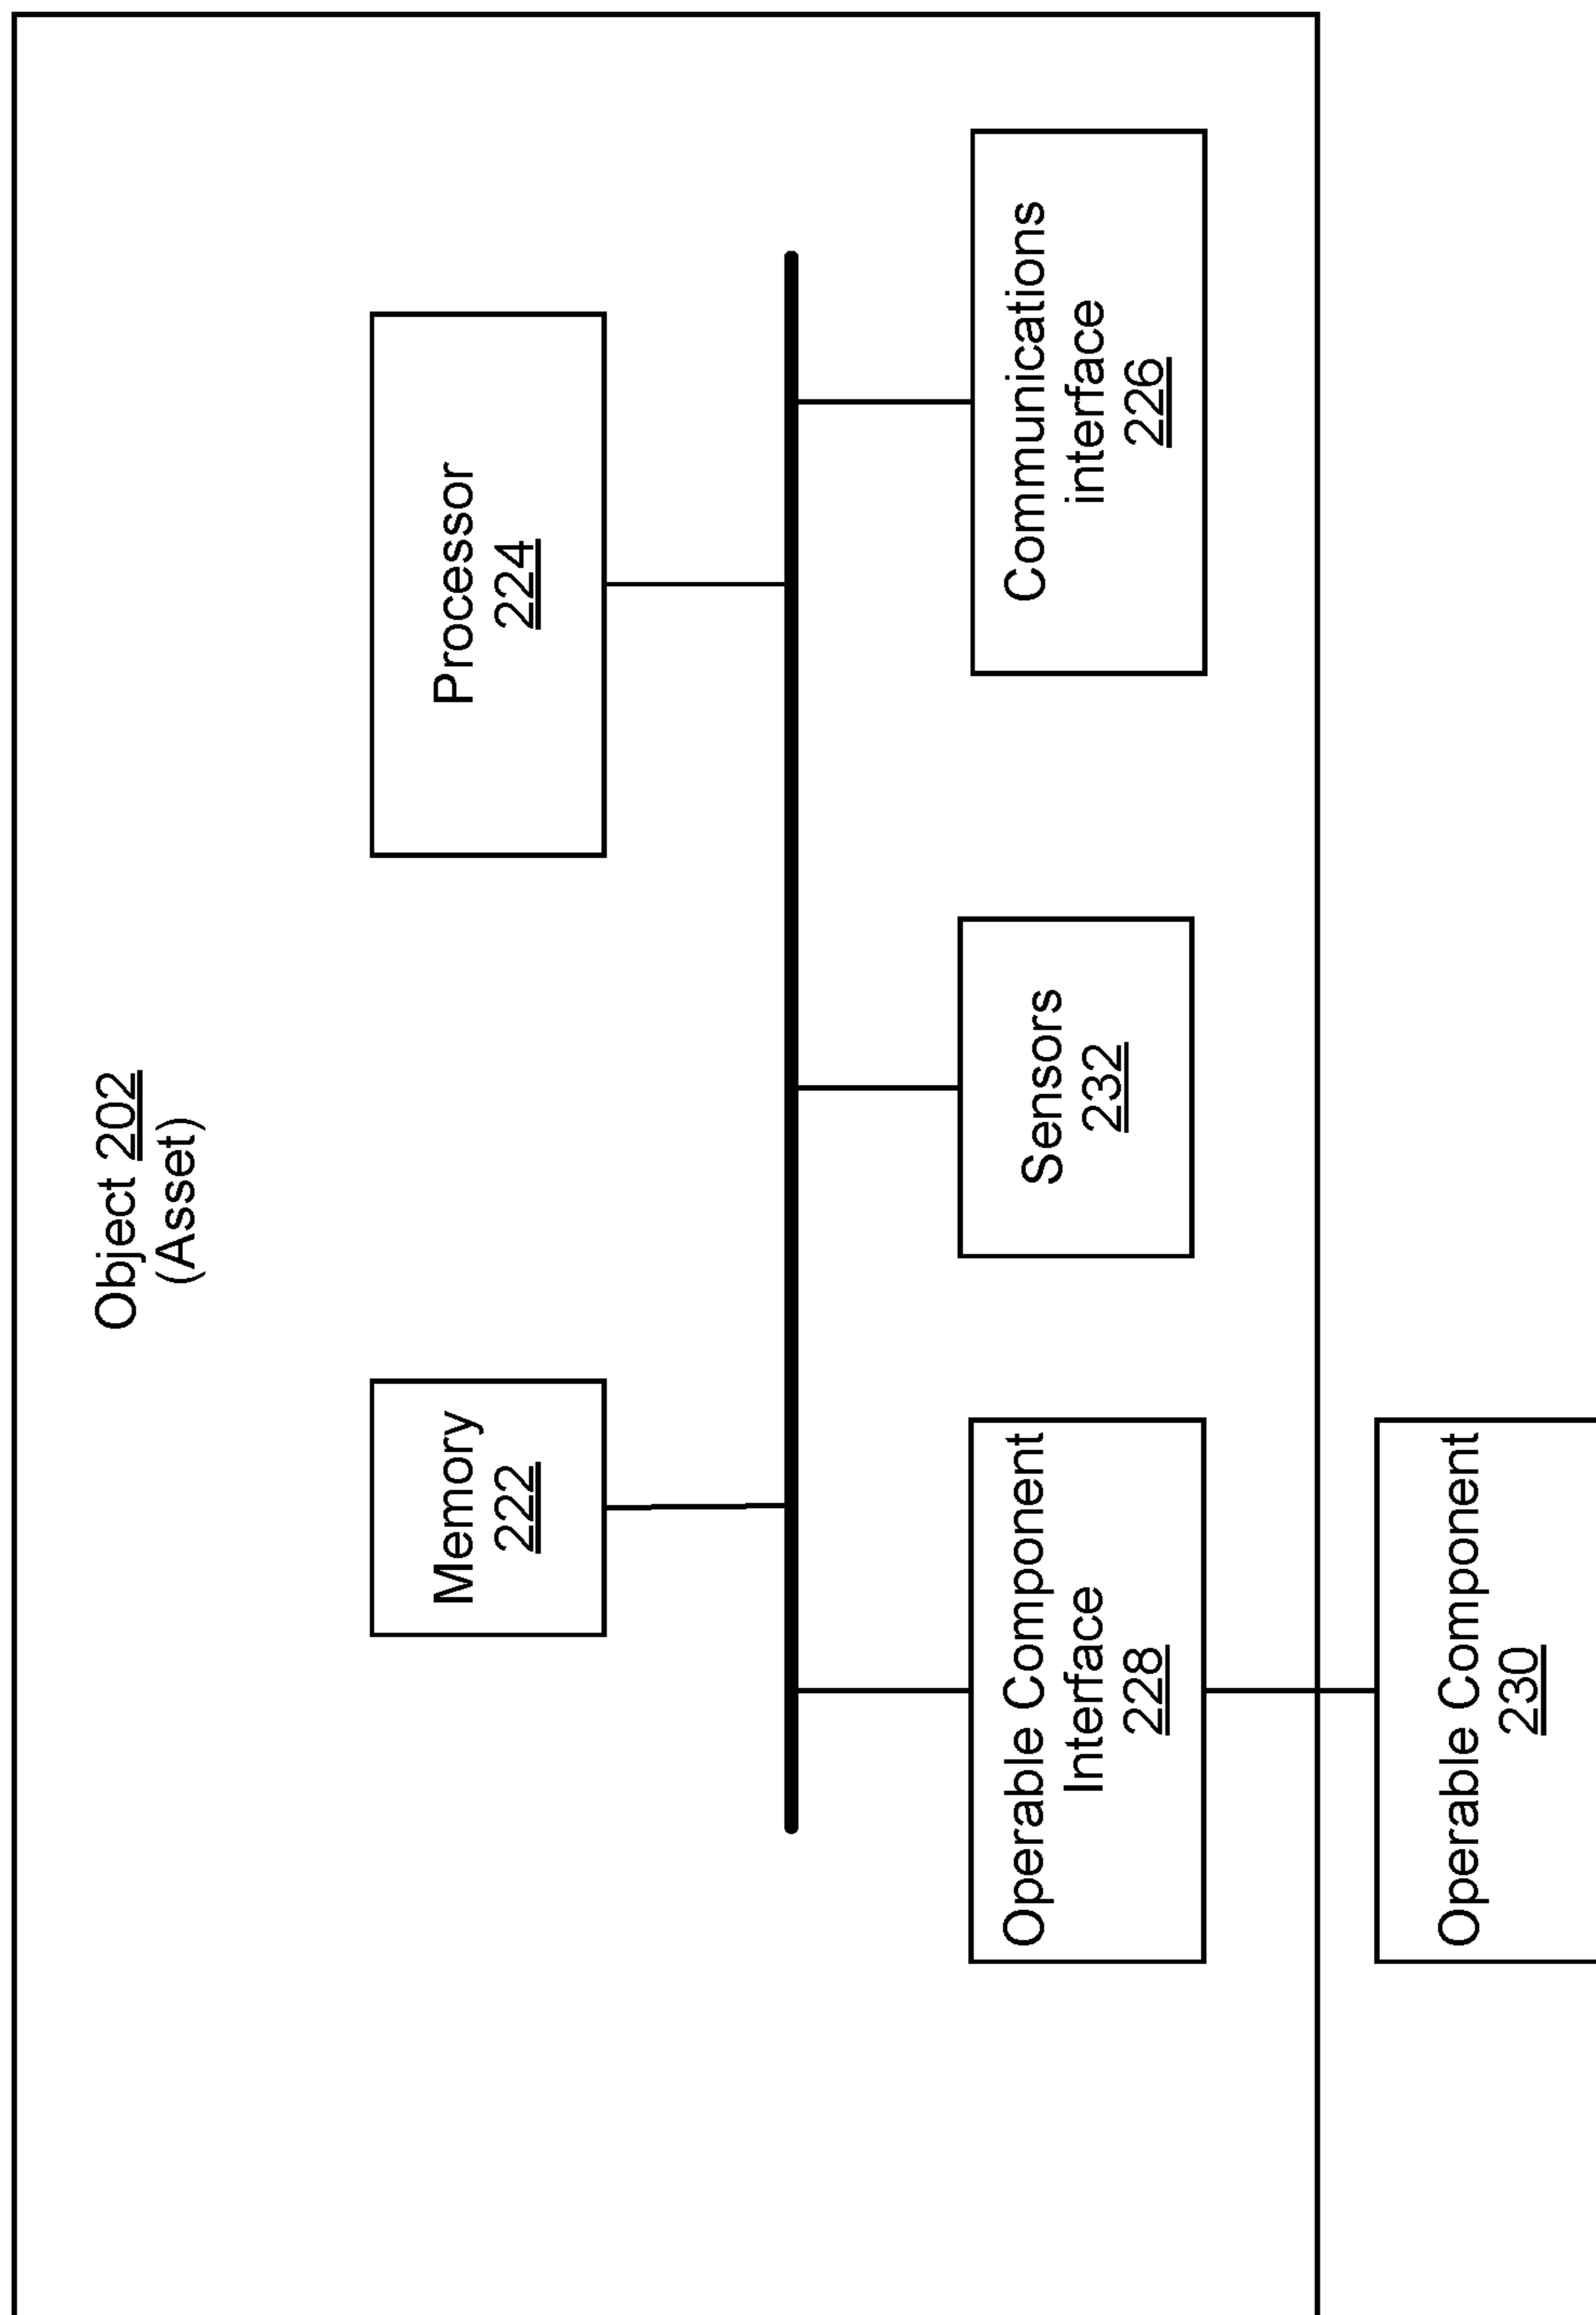 Object 202
(Asset)
Memory
222
Processor
224
Operable Component
Interface
228
Sensors
232
Communications
interface
226
Operable Component
230